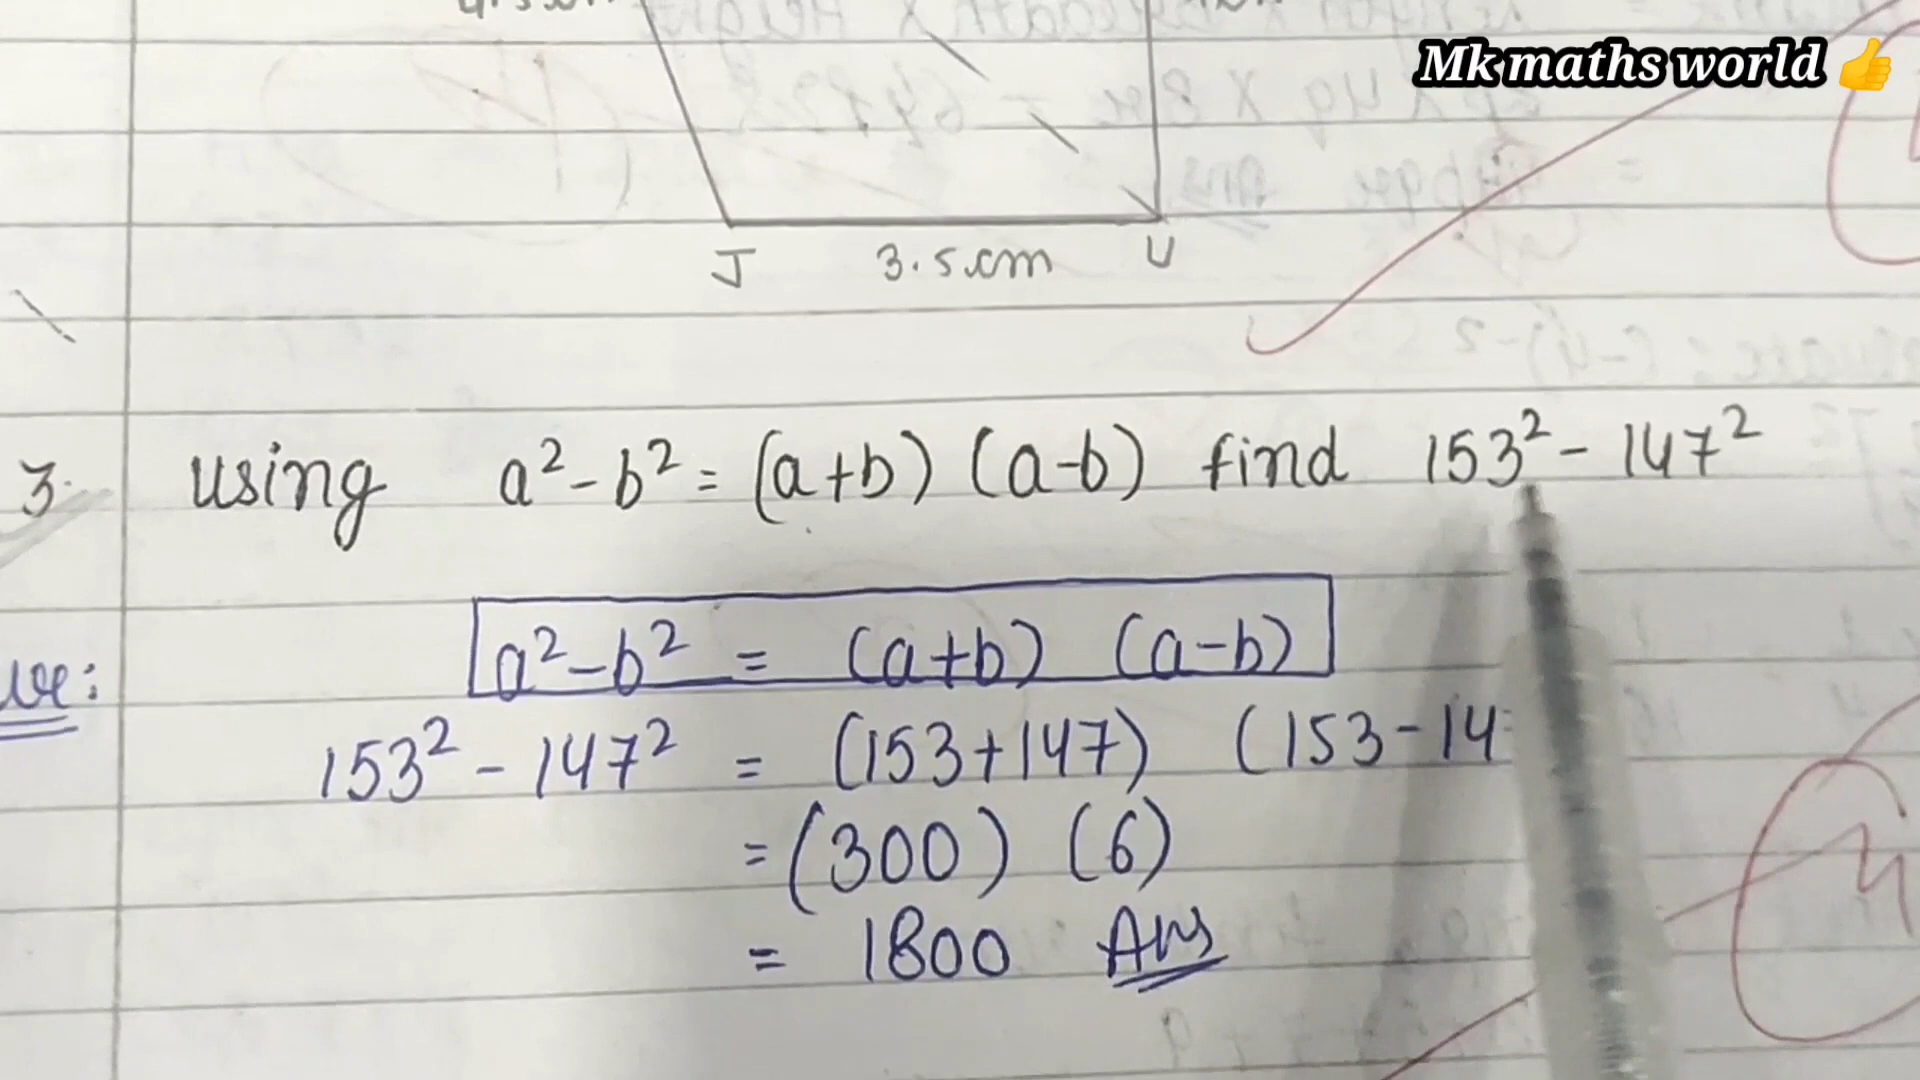 Mk maths world 👍
J 3.5cm U
3. using a² - b² = (a+b) (a-b) find 153² - 147²
a² - b² = (a+b) (a-b)
153² - 147² = (153+147) (153-14
= (300) (6)
= 1800 Ans